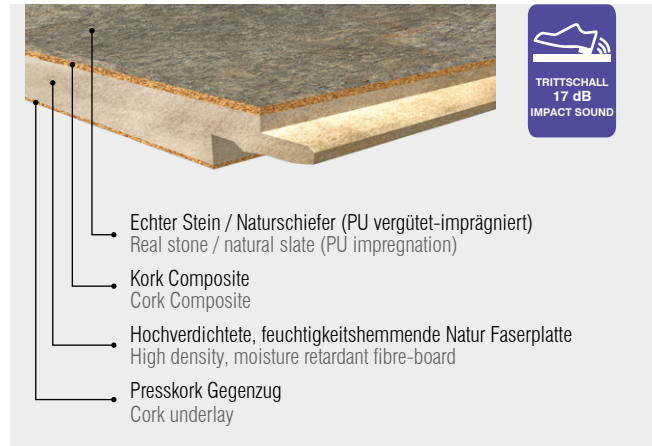 TRITTSCHALL
17 dB
IMPACT SOUND
Echter Stein / Naturschiefer (PU vergütet-imprägniert)
Real stone / natural slate (PU impregnation)
Kork Composite
Cork Composite
Hochverdichtete, feuchtigkeitshemmende Natur Faserplatte
High density, moisture retardant fibre-board
Presskork Gegenzug
Cork underlay